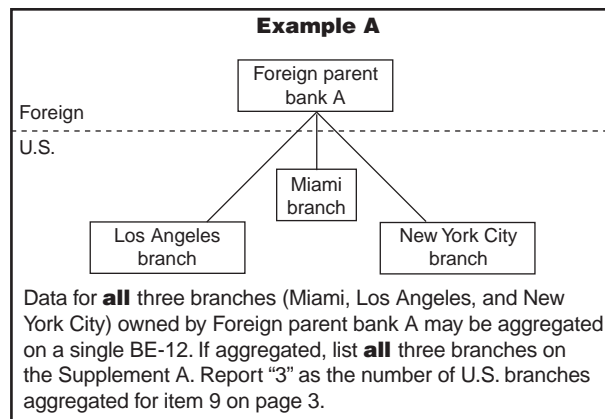 Example A
Foreign parent
bank A
Foreign
U.S.
Miami
branch
Los Angeles
branch
New York City
branch
Data for all three branches (Miami, Los Angeles, and New
York City) owned by Foreign parent bank A may be aggregated
on a single BE-12. If aggregated, list all three branches on
the Supplement A. Report “3” as the number of U.S. branches
aggregated for item 9 on page 3.